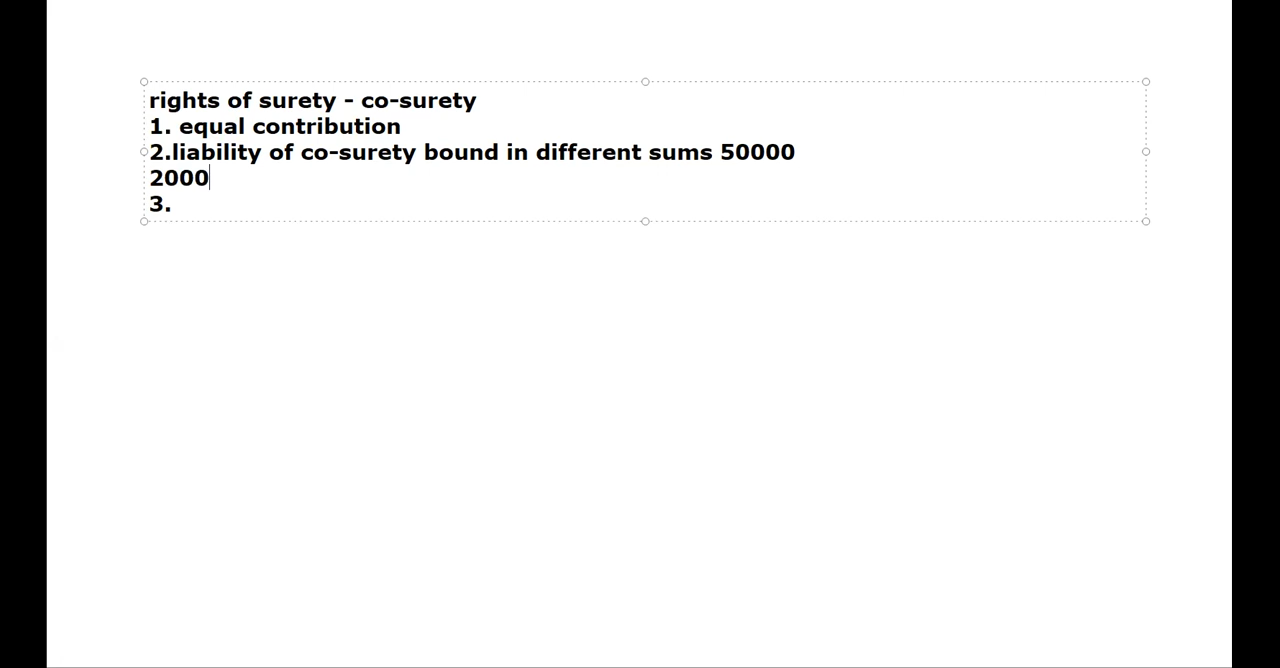 rights of surety - co-surety
1. equal contribution
2.liability of co-surety bound in different sums 50000
2000
3.